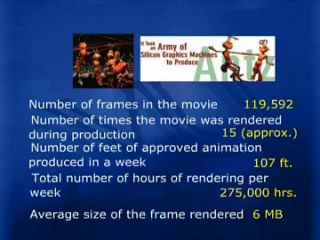 It Took an Army of
Silicon Graphics Machines
to Produce
Antz
Number of frames in the movie 119,592
Number of times the movie was rendered
during production 15 (approx.)
Number of feet of approved animation
produced in a week 107 ft.
Total number of hours of rendering per
week 275,000 hrs.
Average size of the frame rendered 6 MB